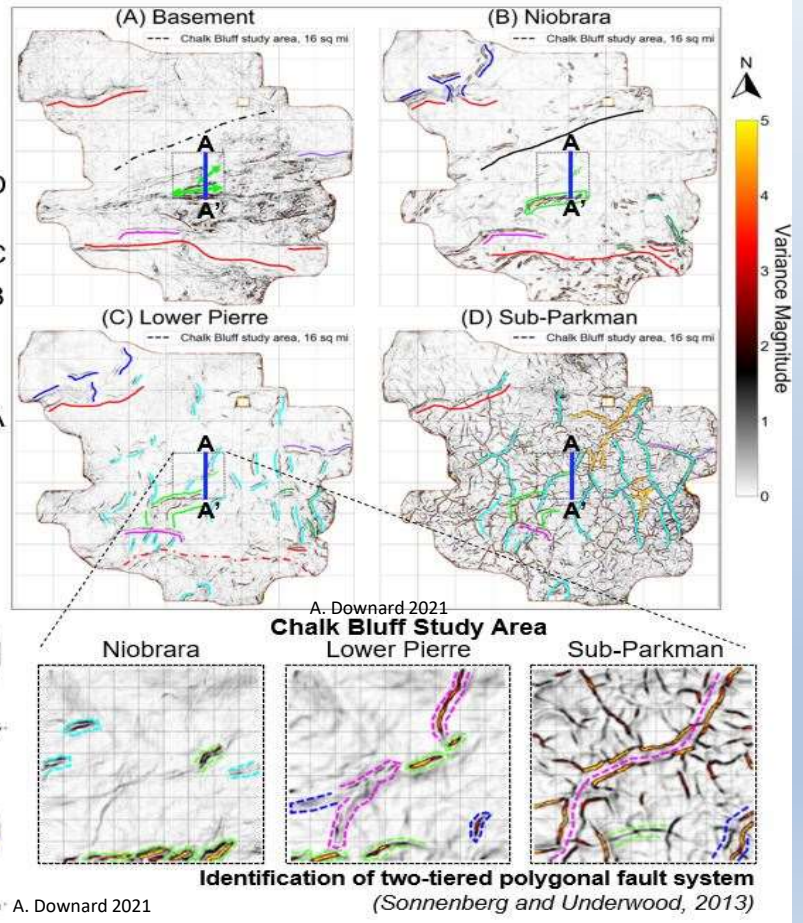 (A) Basement
Chalk Bluff study area, 16 sq mi
A
A'
(B) Niobrara
Chalk Bluff study area, 16 sq mi
A
A'
N
5
4
3
2
1
0
Variance Magnitude
(C) Lower Pierre
Chalk Bluff study area, 16 sq mi
A
A'
(D) Sub-Parkman
Chalk Bluff study area, 16 sq mi
A
A'
A. Downard 2021
Chalk Bluff Study Area
Niobrara
Lower Pierre
Sub-Parkman
Identification of two-tiered polygonal fault system
(Sonnenberg and Underwood, 2013)
A. Downard 2021